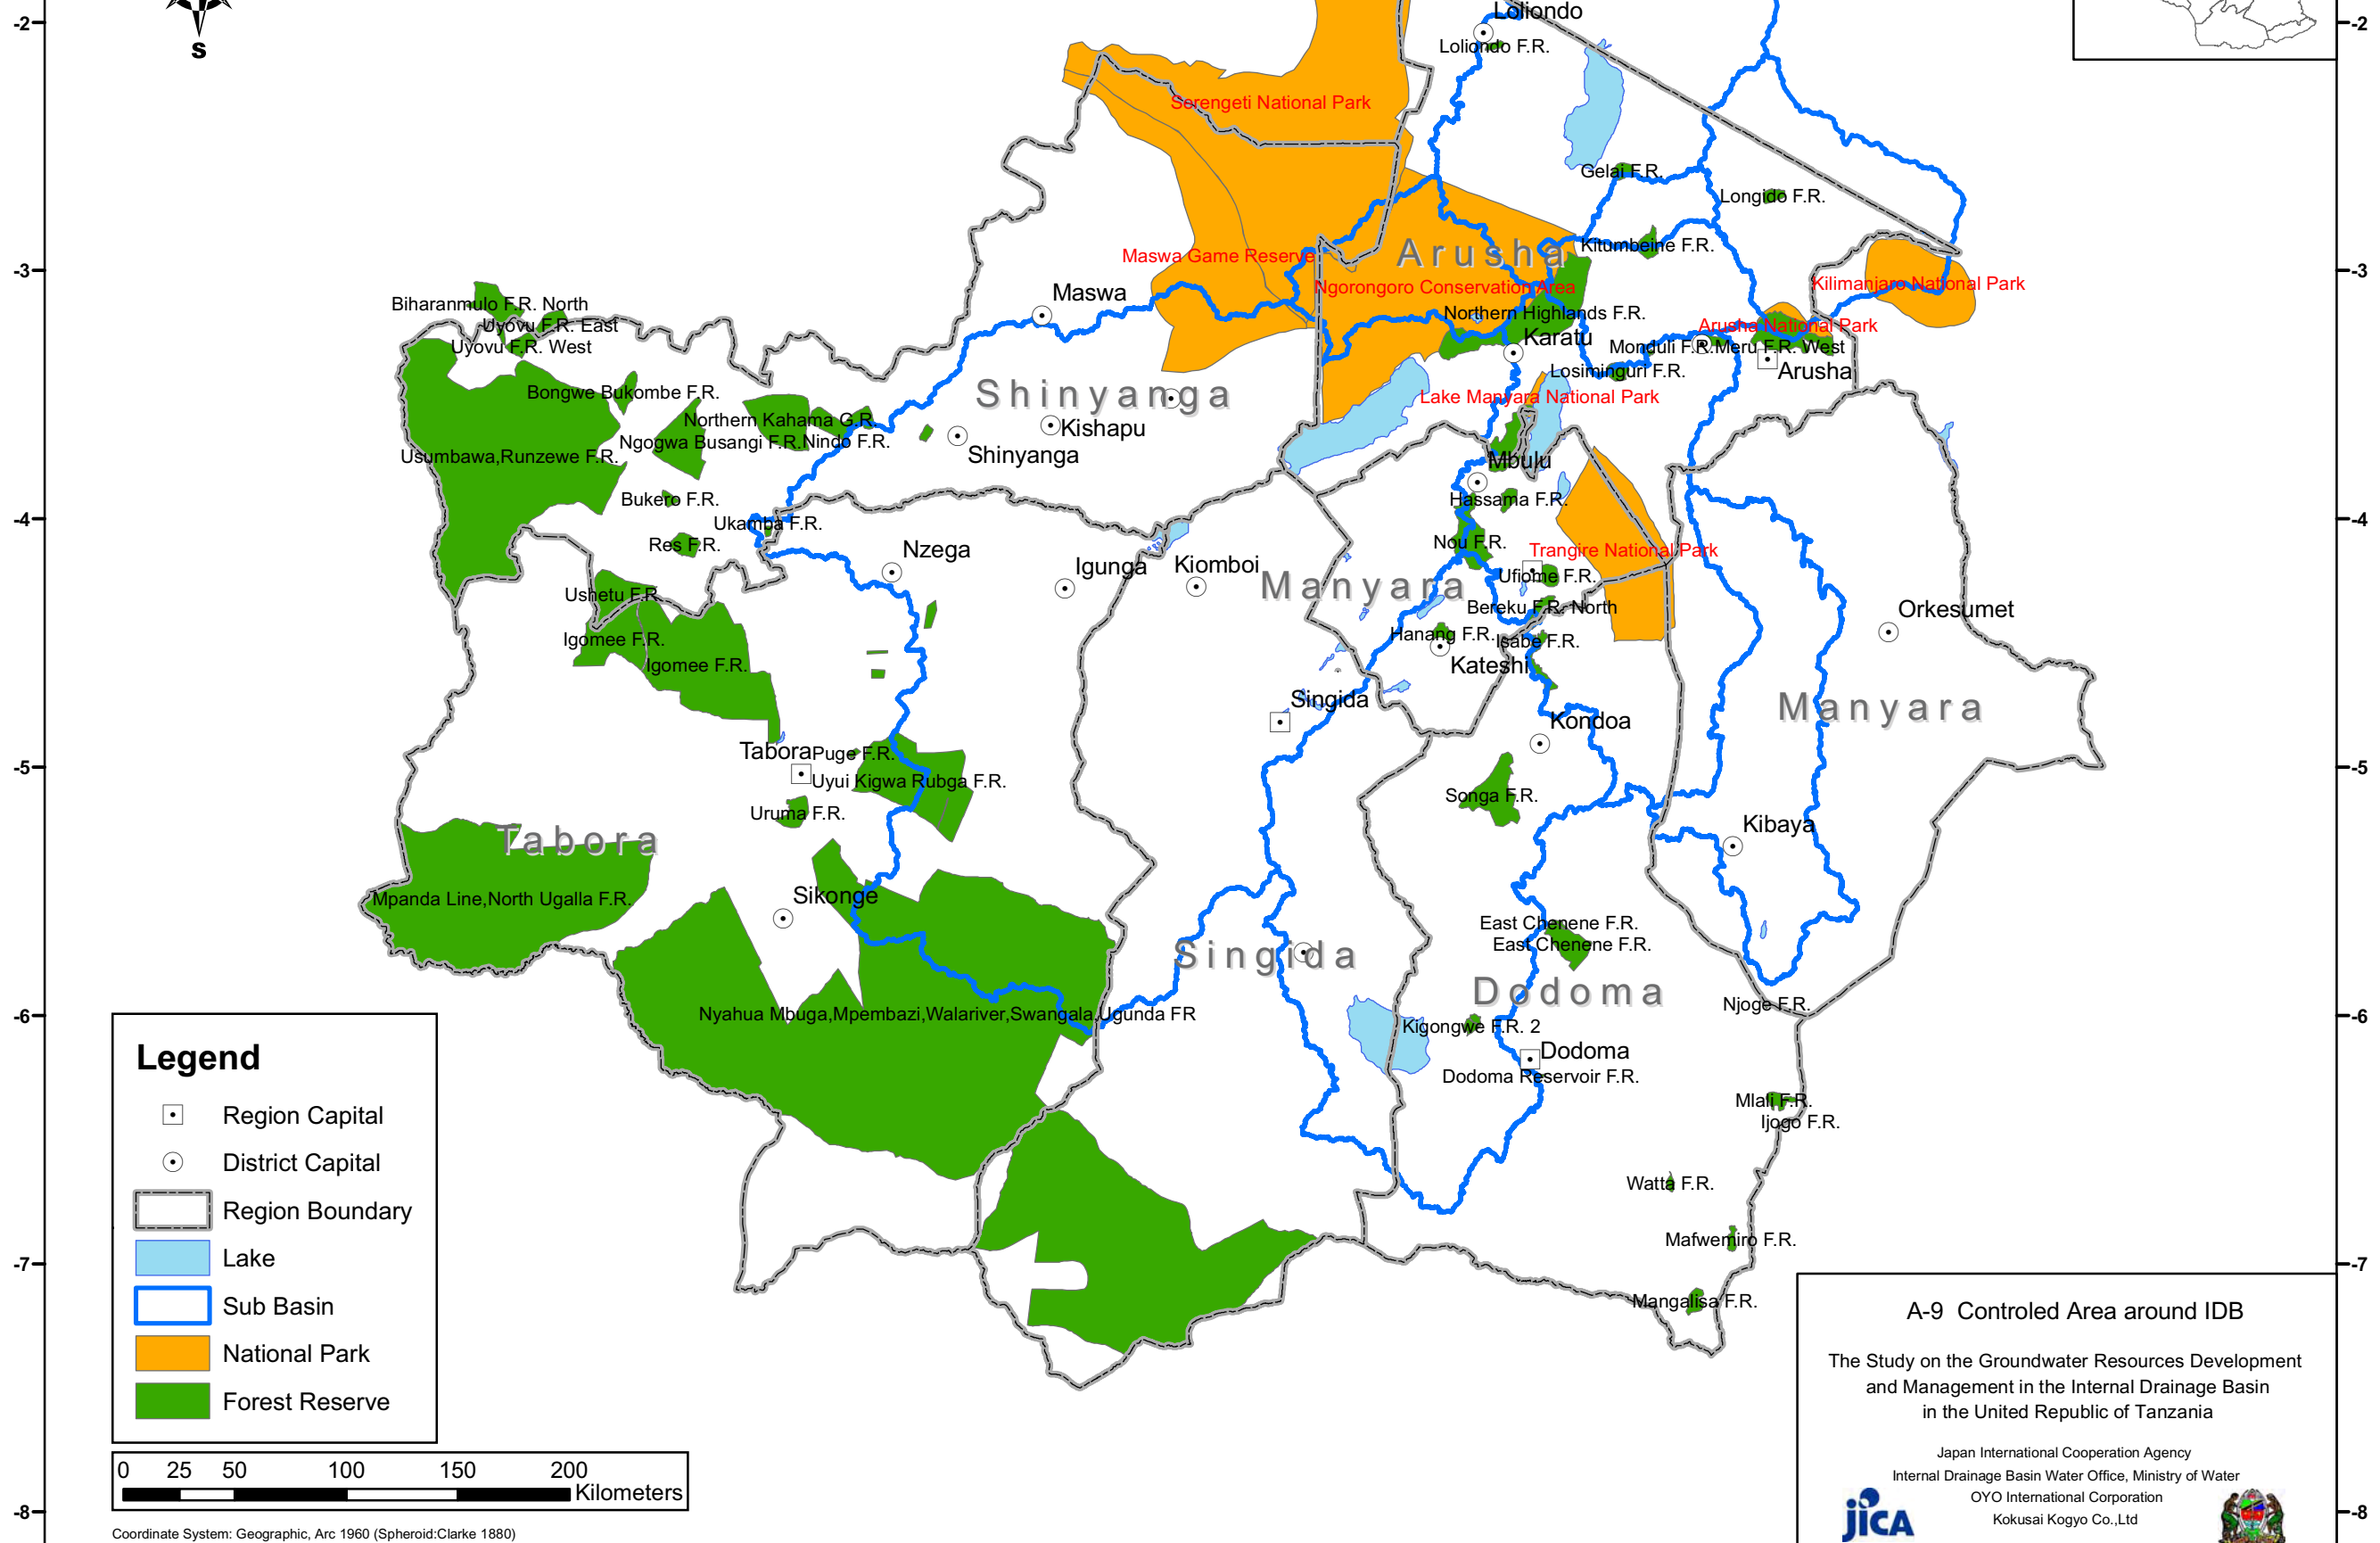 -2
-2
S
Loliondo
Loliondo F.R.
Serengeti National Park
Gelai F.R.
Longido F.R.
Kitumbeine F.R.
Arusha
Maswa Game Reserve
-3
-3
Ngorongoro Conservation Area
Kilimanjaro National Park
Maswa
Biharanmulo F.R. North
Uyovu F.R. East
Uyovu F.R. West
Northern Highlands F.R.
Arusha National Park
Karatu
Monduli F.R.
Meru F.R. West
Arusha
Losiminguri F.R.
Bongwe Bukombe F.R.
Shinyanga
Lake Manyara National Park
Northern Kahama G.R.
Kishapu
Ngogwa Busangi F.R.
Nindo F.R.
Usumbawa,Runzewe F.R.
Shinyanga
Mbulu
Bukero F.R.
Hassama F.R.
-4
-4
Ukamba F.R.
Res F.R.
Nzega
Nou F.R.
Trangire National Park
Igunga
Kiomboi
Manyara
Ufiome F.R.
Ushetu F.R.
Bereku F.R. North
Orkesumet
Igomee F.R.
Hanang F.R.
Isabe F.R.
Igomee F.R.
Kateshi
Singida
Manyara
Kondoa
Tabora
Puge F.R.
-5
-5
Uyui Kigwa Rubga F.R.
Songa F.R.
Uruma F.R.
Kibaya
Tabora
Mpanda Line,North Ugalla F.R.
Sikonge
East Chenene F.R.
East Chenene F.R.
Singida
Dodoma
Njoge F.R.
-6
-6
Nyahua Mbuga,Mpembazi,Walariver,Swangala,Ugunda FR
Kigongwe F.R. 2
Dodoma
Dodoma Reservoir F.R.
Mlali F.R.
Ijogo F.R.
Watta F.R.
Mafwemiro F.R.
-7
-7
Mangalisa F.R.
Legend
Region Capital
District Capital
Region Boundary
Lake
Sub Basin
National Park
Forest Reserve
0 25 50 100 150 200
Kilometers
Coordinate System: Geographic, Arc 1960 (Spheroid:Clarke 1880)
A-9 Controled Area around IDB
The Study on the Groundwater Resources Development
and Management in the Internal Drainage Basin
in the United Republic of Tanzania
Japan International Cooperation Agency
Internal Drainage Basin Water Office, Ministry of Water
OYO International Corporation
Kokusai Kogyo Co.,Ltd
jICA
-8
-8